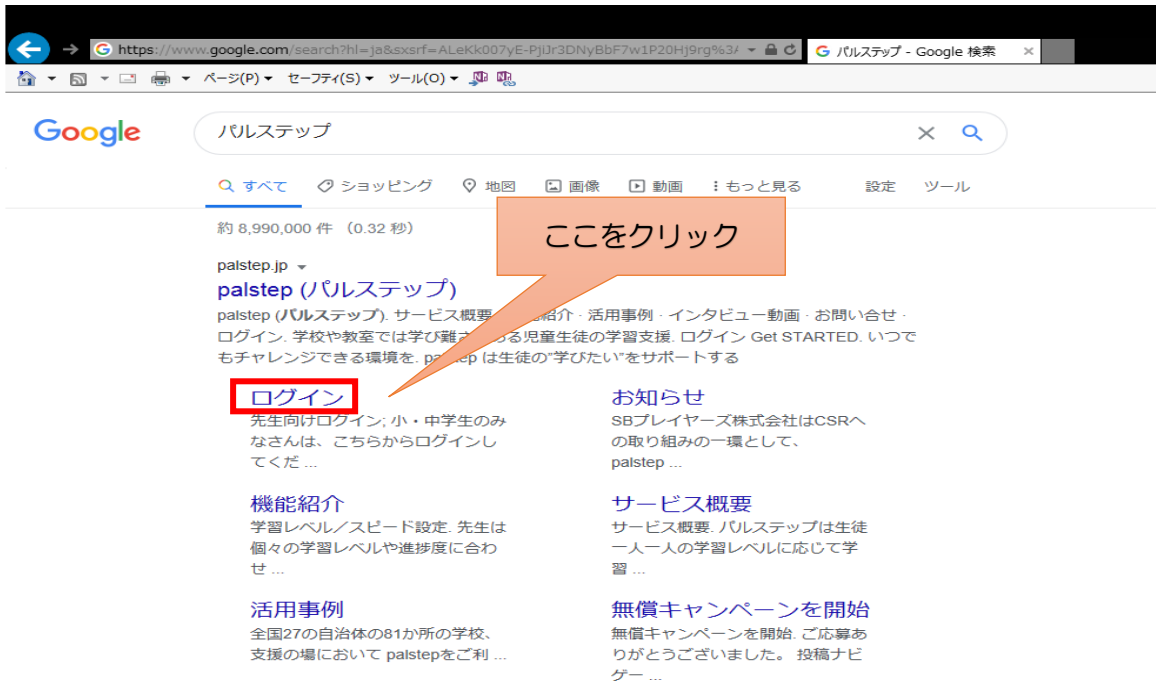 https://www.google.com/search?hl=ja&sxsrf=ALeKk007yE-PjiJr3DNyBbF7w1P20Hj9rg%3
パルステップ - Google 検索
ページ(P) セーフティ(S) ツール(O)
Google パルステップ
すべて ショッピング 地図 画像 動画 もっと見る 設定 ツール
約 8,990,000 件 (0.32 秒)
ここをクリック
palstep.jp
palstep (パルステップ)
palstep (パルステップ). サービス概要 紹介 · 活用事例 · インタビュー動画 · お問い合せ ·
ログイン. 学校や教室では学び難さ ある児童生徒の学習支援. ログイン Get STARTED. いつで
もチャレンジできる環境を. palstep は生徒の"学びたい"をサポートする
ログイン
先生向けログイン; 小・中学生のみ
なさんは、こちらからログインし
てくだ ...
お知らせ
SBプレイヤーズ株式会社はCSRへ
の取り組みの一環として、
palstep ...
機能紹介
学習レベル／スピード設定. 先生は
個々の学習レベルや進捗度に合わ
せ ...
サービス概要
サービス概要. パルステップは生徒
一人一人の学習レベルに応じて学
習 ...
活用事例
全国27の自治体の81か所の学校、
支援の場において palstepをご利 ...
無償キャンペーンを開始
無償キャンペーンを開始. ご応募あ
りがとうございました。 投稿ナビ
ゲー ...